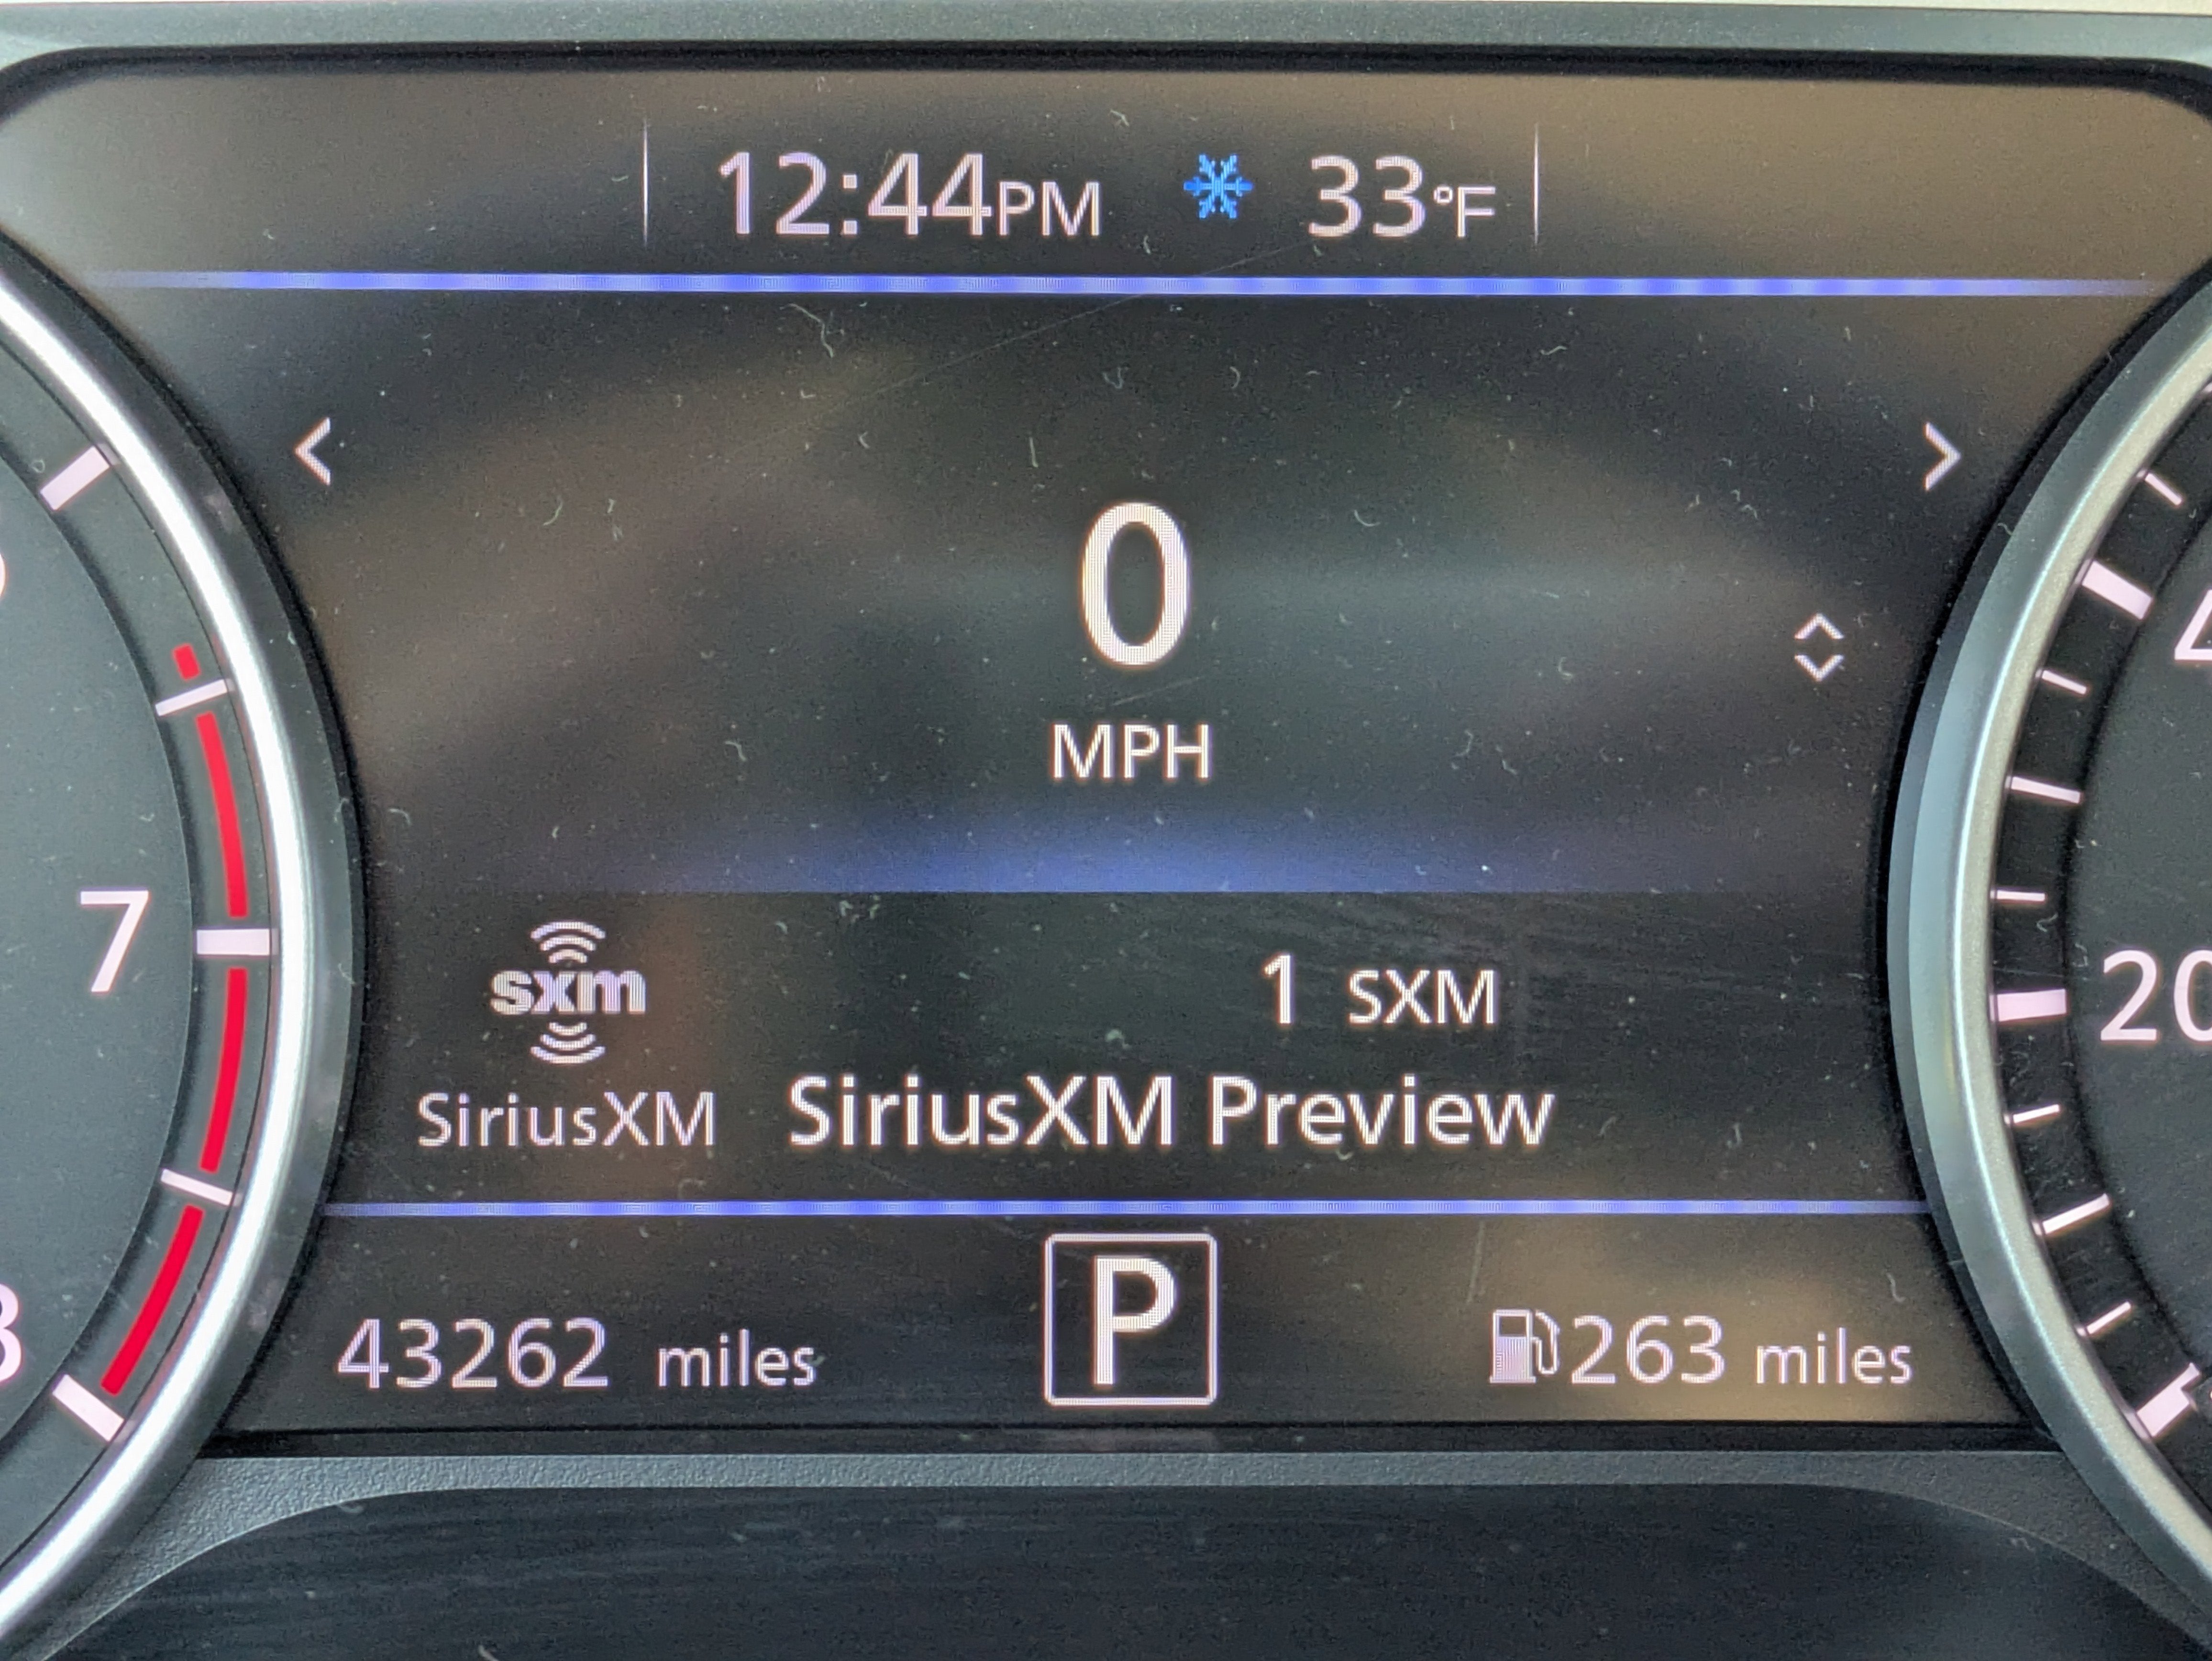 12:44PM 33°F
0
MPH
7
sxm
1 SXM
20
SiriusXM
SiriusXM Preview
43262 miles
P
263 miles